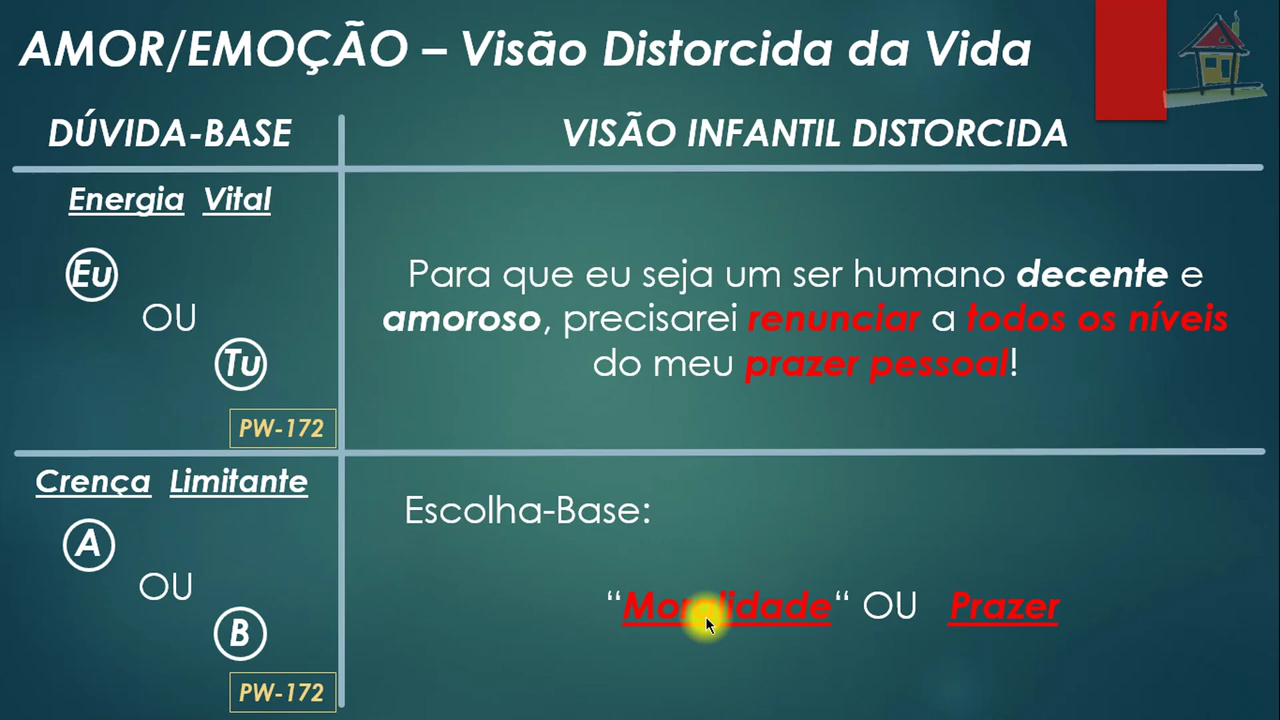 AMOR/EMOÇÃO – Visão Distorcida da Vida
DÚVIDA-BASE
VISÃO INFANTIL DISTORCIDA
Energia Vital
Eu
OU
Tu
PW-172
Para que eu seja um ser humano decente e
amoroso, precisarei renunciar a todos os níveis
do meu prazer pessoal!
Crença Limitante
A
OU
B
PW-172
Escolha-Base:
“Moralidade“ OU Prazer